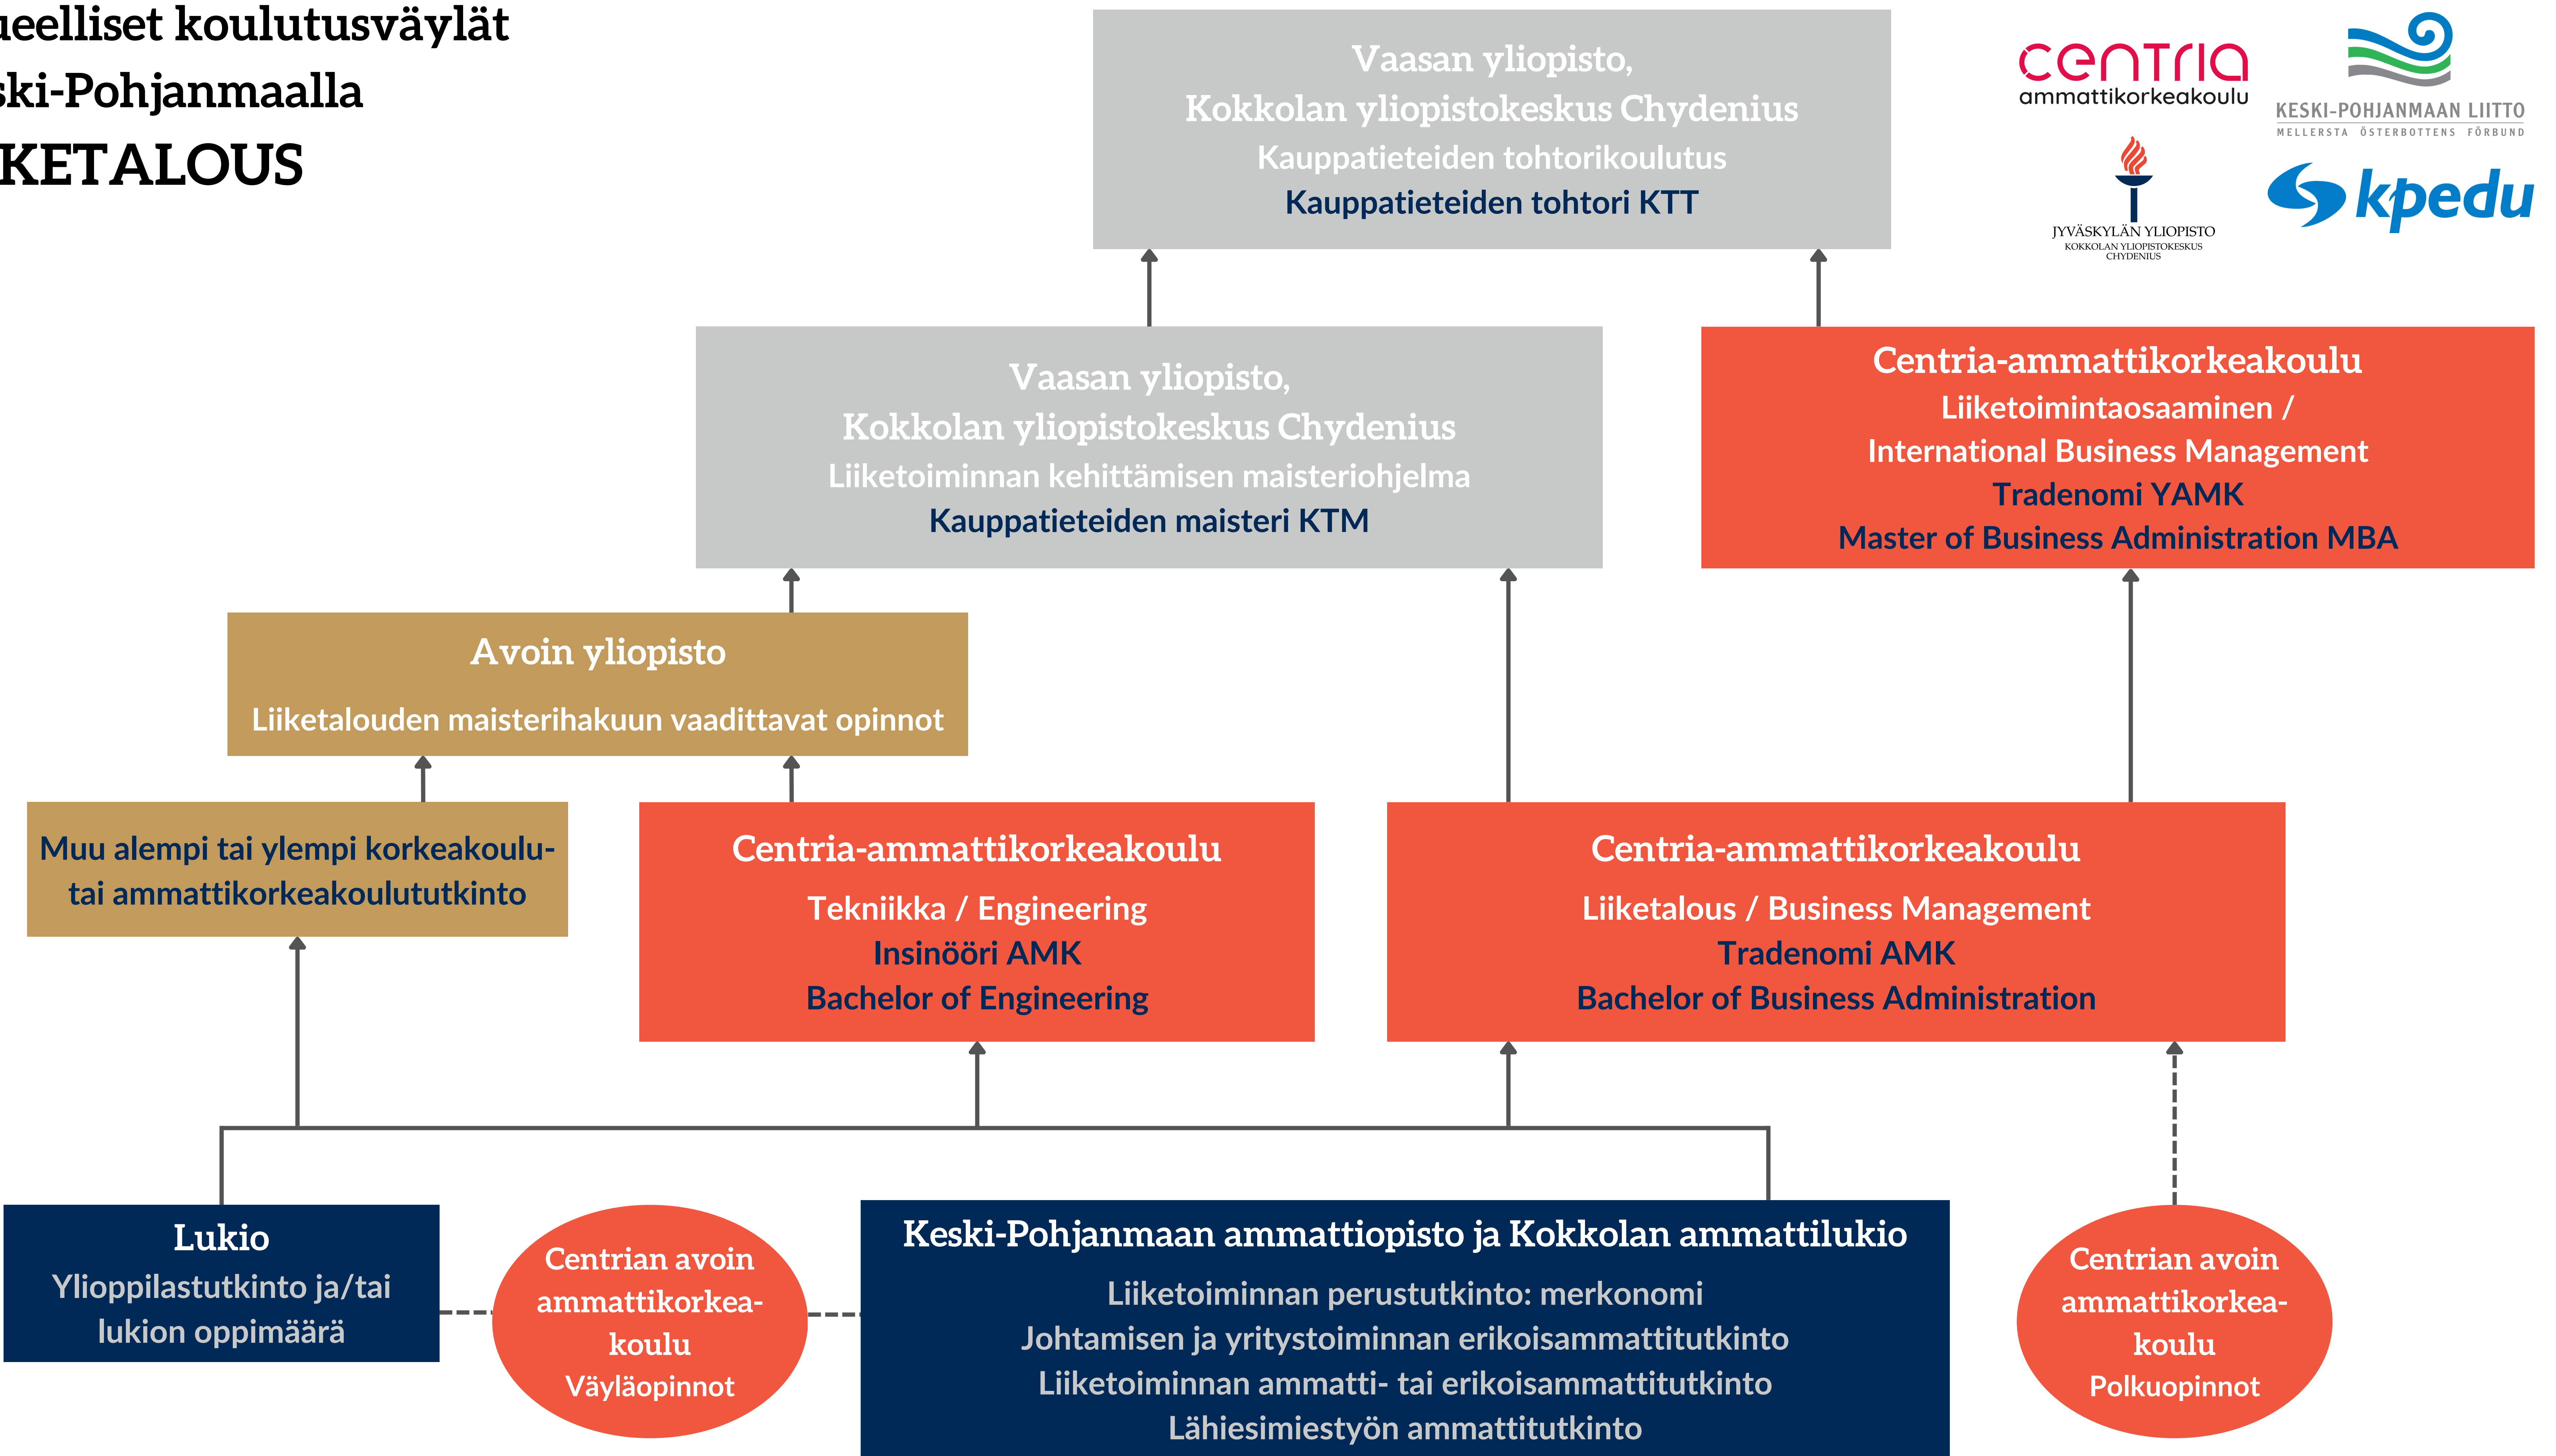 ueelliset koulutusväylät
ski-Pohjanmaalla
KETALOUS
Vaasan yliopisto,
Kokkolan yliopistokeskus Chydenius
Kauppatieteiden tohtorikoulutus
Kauppatieteiden tohtori KTT
centria
ammattikorkeakoulu
KESKI-POHJANMAAN LIITTO
MELLERSTA ÖSTERBOTTENS FÖRBUND
JYVÄSKYLÄN YLIOPISTO
KOKKOLAN YLIOPISTOKESKUS
CHYDENIUS
kpedu
Vaasan yliopisto,
Kokkolan yliopistokeskus Chydenius
Liiketoiminnan kehittämisen maisteriohjelma
Kauppatieteiden maisteri KTM
Centria-ammattikorkeakoulu
Liiketoimintaosaaminen /
International Business Management
Tradenomi YAMK
Master of Business Administration MBA
Avoin yliopisto
Liiketalouden maisterihakuun vaadittavat opinnot
Muu alempi tai ylempi korkeakoulu-
tai ammattikorkeakoulututkinto
Centria-ammattikorkeakoulu
Tekniikka / Engineering
Insinööri AMK
Bachelor of Engineering
Centria-ammattikorkeakoulu
Liiketalous / Business Management
Tradenomi AMK
Bachelor of Business Administration
Lukio
Ylioppilastutkinto ja/tai
lukion oppimäärä
Centrian avoin
ammattikorkea-
koulu
Väyläopinnot
Keski-Pohjanmaan ammattiopisto ja Kokkolan ammattilukio
Liiketoiminnan perustutkinto: merkonomi
Johtamisen ja yritystoiminnan erikoisammattitutkinto
Liiketoiminnan ammatti- tai erikoisammattitutkinto
Lähiesimiestyön ammattitutkinto
Centrian avoin
ammattikorkea-
koulu
Polkuopinnot